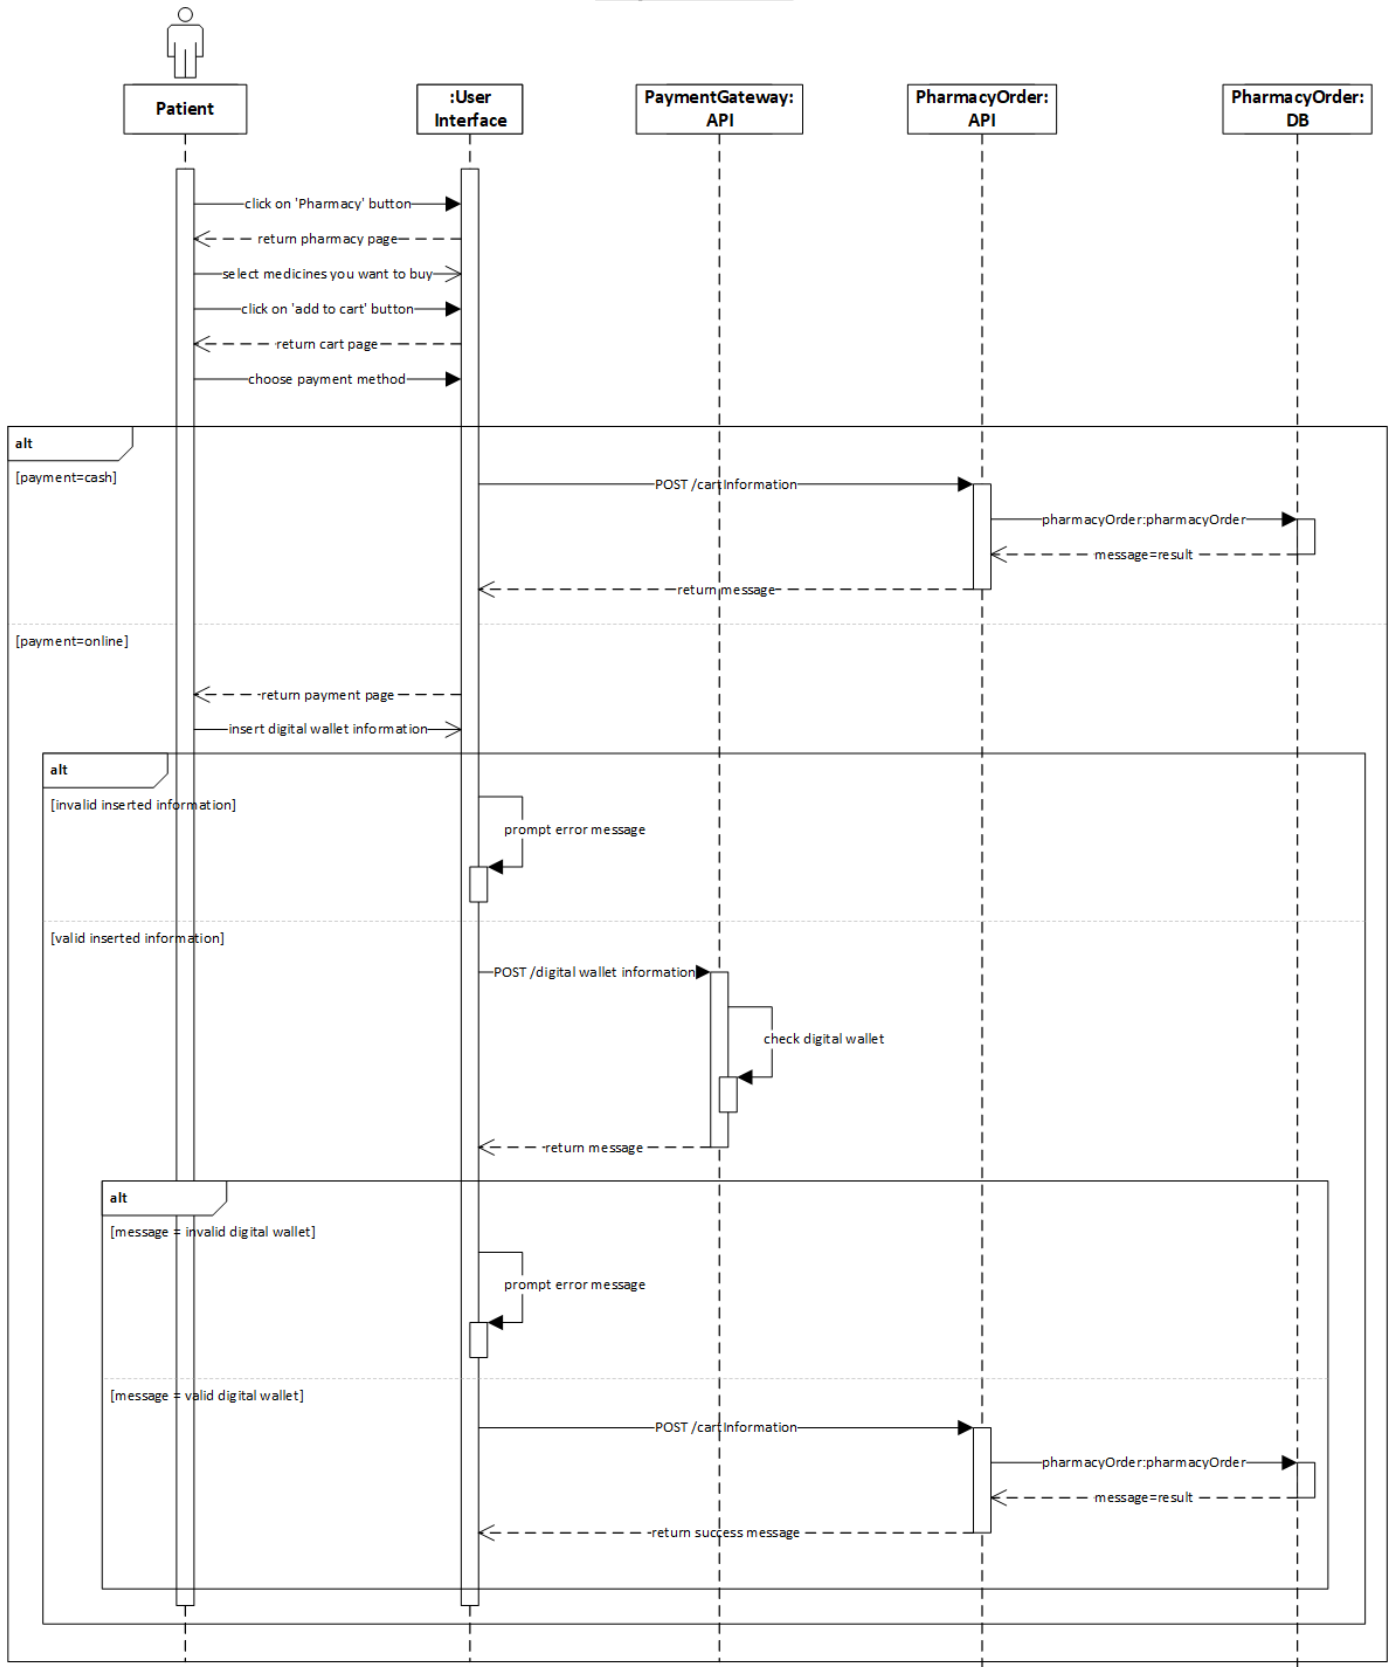 Patient
:User
Interface
PaymentGateway:
API
PharmacyOrder:
API
PharmacyOrder:
DB
click on 'Pharmacy' button
return pharmacy page
select medicines you want to buy
click on 'add to cart' button
return cart page
choose payment method
alt
[payment=cash]
POST /cartInformation
pharmacyOrder:pharmacyOrder
message=result
return message
[payment=online]
return payment page
insert digital wallet information
alt
[invalid inserted information]
prompt error message
[valid inserted information]
POST /digital wallet information
check digital wallet
return message
alt
[message = invalid digital wallet]
prompt error message
[message = valid digital wallet]
POST /cartInformation
pharmacyOrder:pharmacyOrder
message=result
return success message